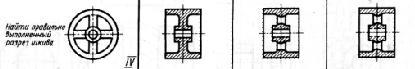 Найти правильно
выполненный
разрез шкива
IV